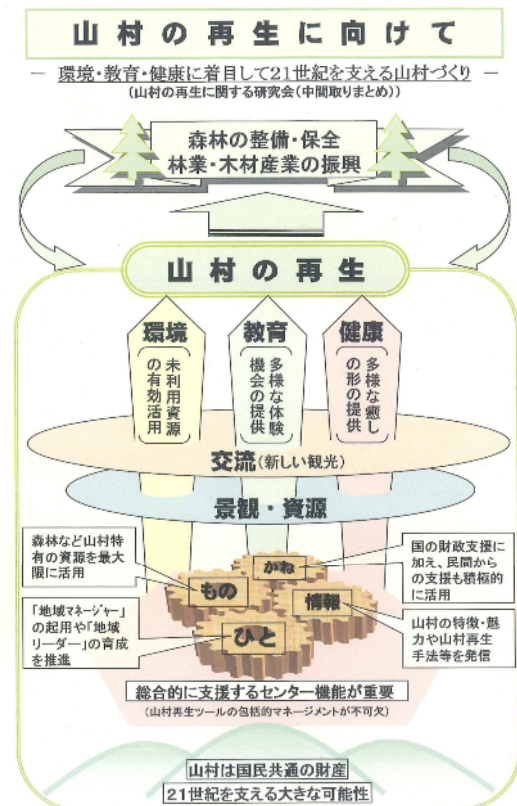 山村の再生に向けて
― 環境・教育・健康に着目して21世紀を支える山村づくり ―
(山村の再生に関する研究会(中間取りまとめ))
森林の整備・保全
林業・木材産業の振興
山村の再生
環境
未利用資源
の有効活用
教育
多様な体験
機会の提供
健康
多様な癒し
の形の提供
交流(新しい観光)
景観・資源
森林など山村特
有の資源を最大
限に活用
かね
国の財政支援に
加え、民間から
の支援も積極的
に活用
もの
情報
「地域マネージャー」
の起用や「地域
リーダー」の育成
を推進
ひと
山村の特徴・魅
力や山村再生
手法等を発信
総合的に支援するセンター機能が重要
(山村再生ツールの包括的マネージメントが不可欠)
山村は国民共通の財産
21世紀を支える大きな可能性